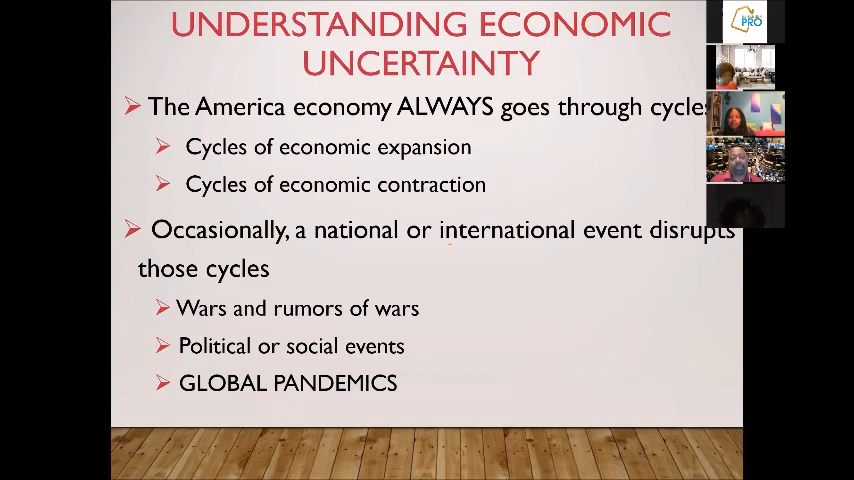 UNDERSTANDING ECONOMIC
UNCERTAINTY
The America economy ALWAYS goes through cycles
Cycles of economic expansion
Cycles of economic contraction
Occasionally, a national or international event disrupts
those cycles
Wars and rumors of wars
Political or social events
GLOBAL PANDEMICS
PRO